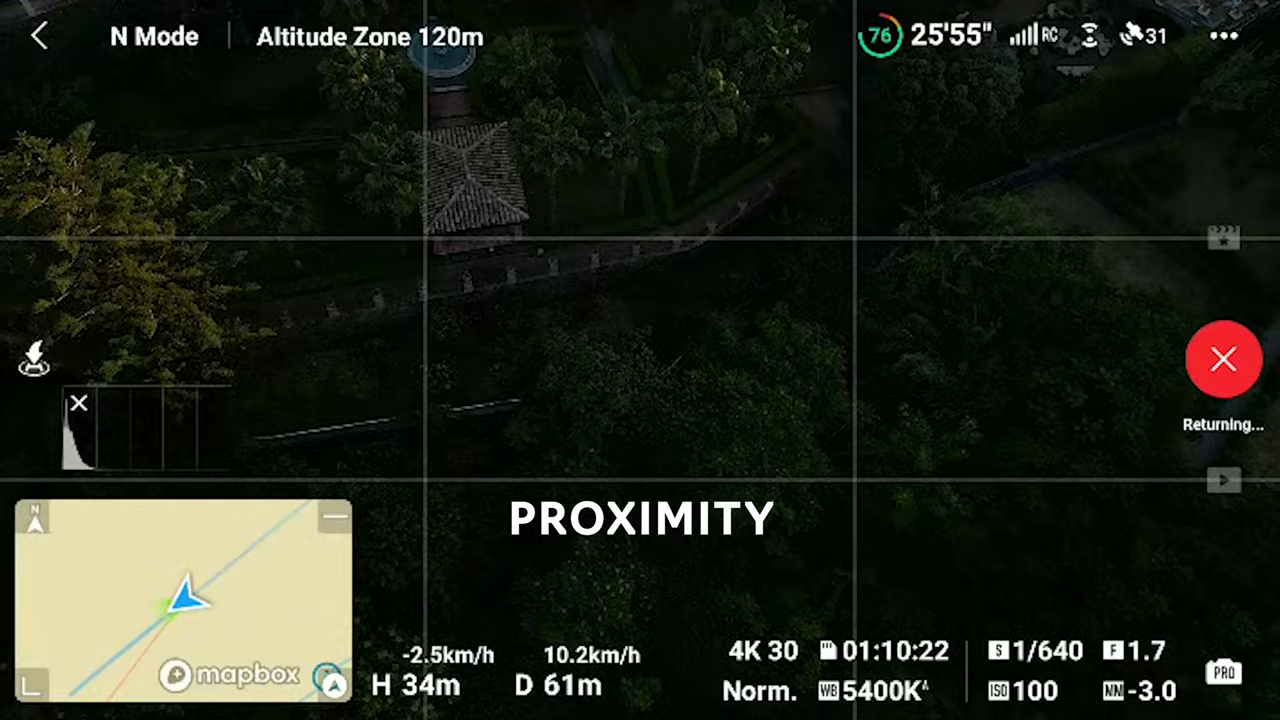 N Mode
Altitude Zone 120m
76
25'55"
RC
31
Returning...
PROXIMITY
N
mapbox
-2.5km/h
10.2km/h
H 34m
D 61m
4K 30
01:10:22
Norm.
WB 5400K
S 1/640
F 1.7
ISO 100
-3.0
PRO